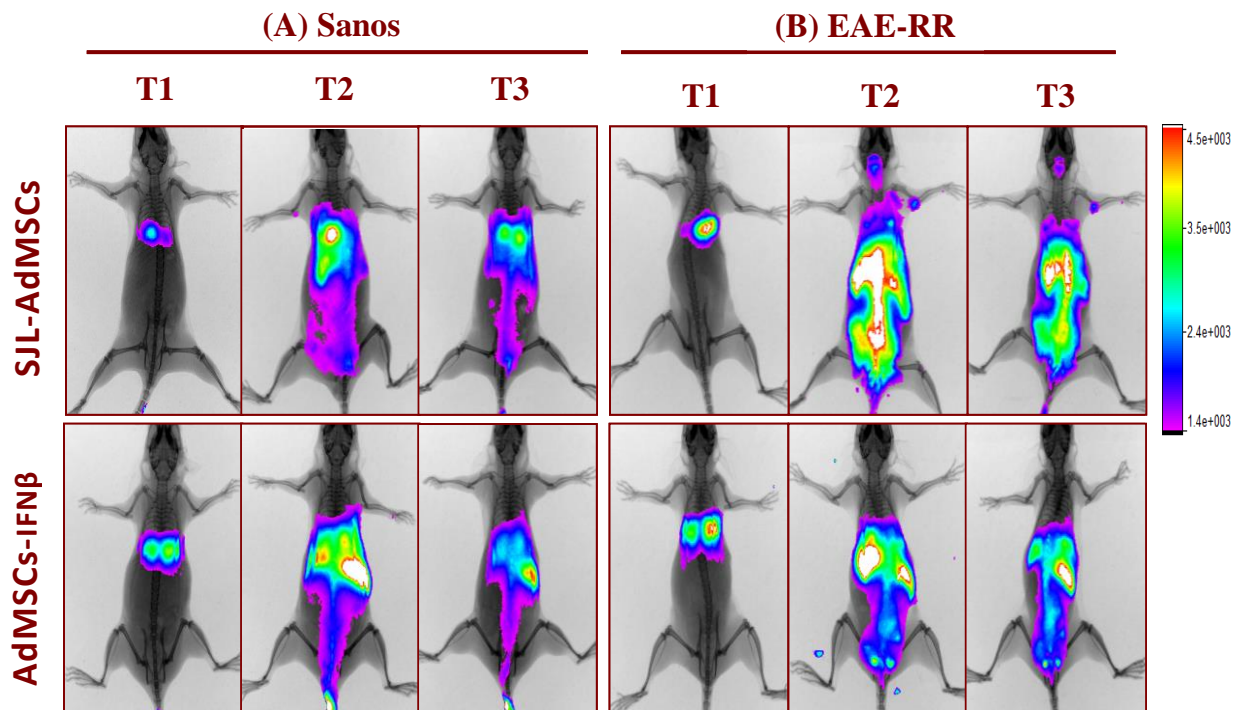 (A) Sanos
(B) EAE-RR
T1
T2
T3
T1
T2
T3
SJL-AdMSCs
AdMSCs-IFNβ
4.5e+003
3.5e+003
2.4e+003
1.4e+003